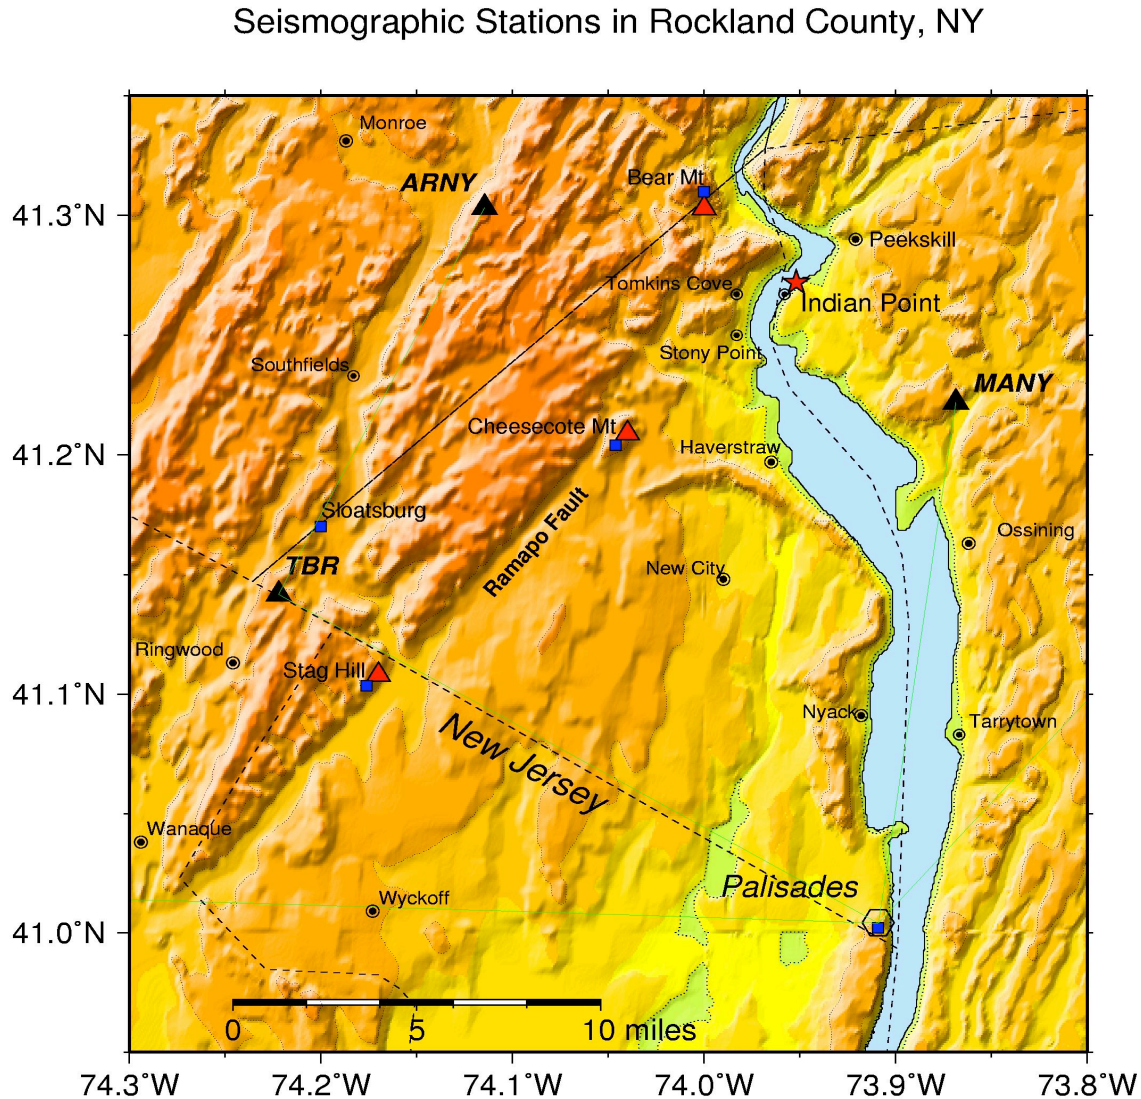 Seismographic Stations in Rockland County, NY
Monroe
ARNY
Bear Mt
41.3°N
Peekskill
Tomkins Cove
Indian Point
Stony Point
Southfields
MANY
Cheesecote Mt
41.2°N
Haverstraw
Sloatsburg
Ramapo Fault
Ossining
TBR
New City
Ringwood
Stag Hill
41.1°N
Nyack
Tarrytown
New Jersey
Wanaque
Palisades
Wyckoff
41.0°N
0 5 10 miles
74.3°W 74.2°W 74.1°W 74.0°W 73.9°W 73.8°W